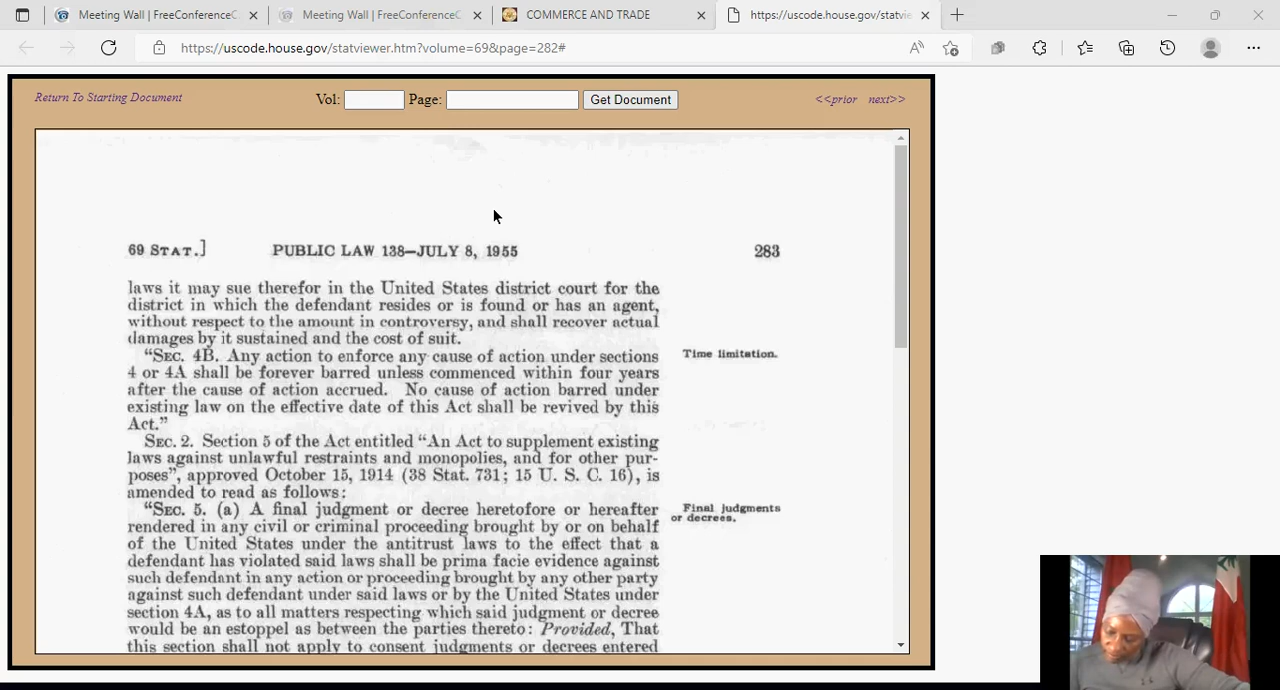 Meeting Wall | FreeConferenceC
Meeting Wall | FreeConferenceC
COMMERCE AND TRADE
https://uscode.house.gov/statvie
https://uscode.house.gov/statviewer.htm?volume=69&page=282#
Return To Starting Document
Vol:
Page:
Get Document
<<prior next>>
69 STAT.]
PUBLIC LAW 138–JULY 8, 1955
283
laws it may sue therefor in the United States district court for the
district in which the defendant resides or is found or has an agent,
without respect to the amount in controversy, and shall recover actual
damages by it sustained and the cost of suit.
"SEC. 4B. Any action to enforce any cause of action under sections
Time limitation.
4 or 4A shall be forever barred unless commenced within four years
after the cause of action accrued. No cause of action barred under
existing law on the effective date of this Act shall be revived by this
Act."
SEC. 2. Section 5 of the Act entitled "An Act to supplement existing
laws against unlawful restraints and monopolies, and for other pur-
poses", approved October 15, 1914 (38 Stat. 731; 15 U. S. C. 16), is
amended to read as follows:
"SEC. 5. (a) A final judgment or decree heretofore or hereafter
Final judgments
or decrees.
rendered in any civil or criminal proceeding brought by or on behalf
of the United States under the antitrust laws to the effect that a
defendant has violated said laws shall be prima facie evidence against
such defendant in any action or proceeding brought by any other party
against such defendant under said laws or by the United States under
section 4A, as to all matters respecting which said judgment or decree
would be an estoppel as between the parties thereto: Provided, That
this section shall not apply to consent judgments or decrees entered